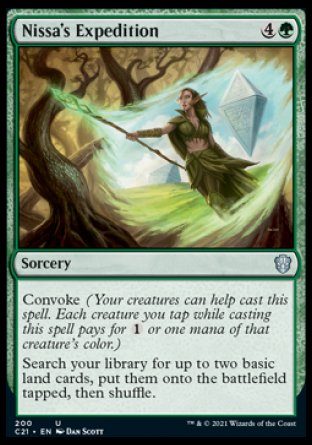 Nissa's Expedition 4
Sorcery
Convoke (Your creatures can help cast
this spell. Each creature you tap while casting
this spell pays for 1 or one mana of that
creature's color.)
Search your library for up to two basic
land cards, put them onto the battlefield
tapped, then shuffle.
200 U
C21 • EN Dan Scott
™ & © 2021 Wizards of the Coast